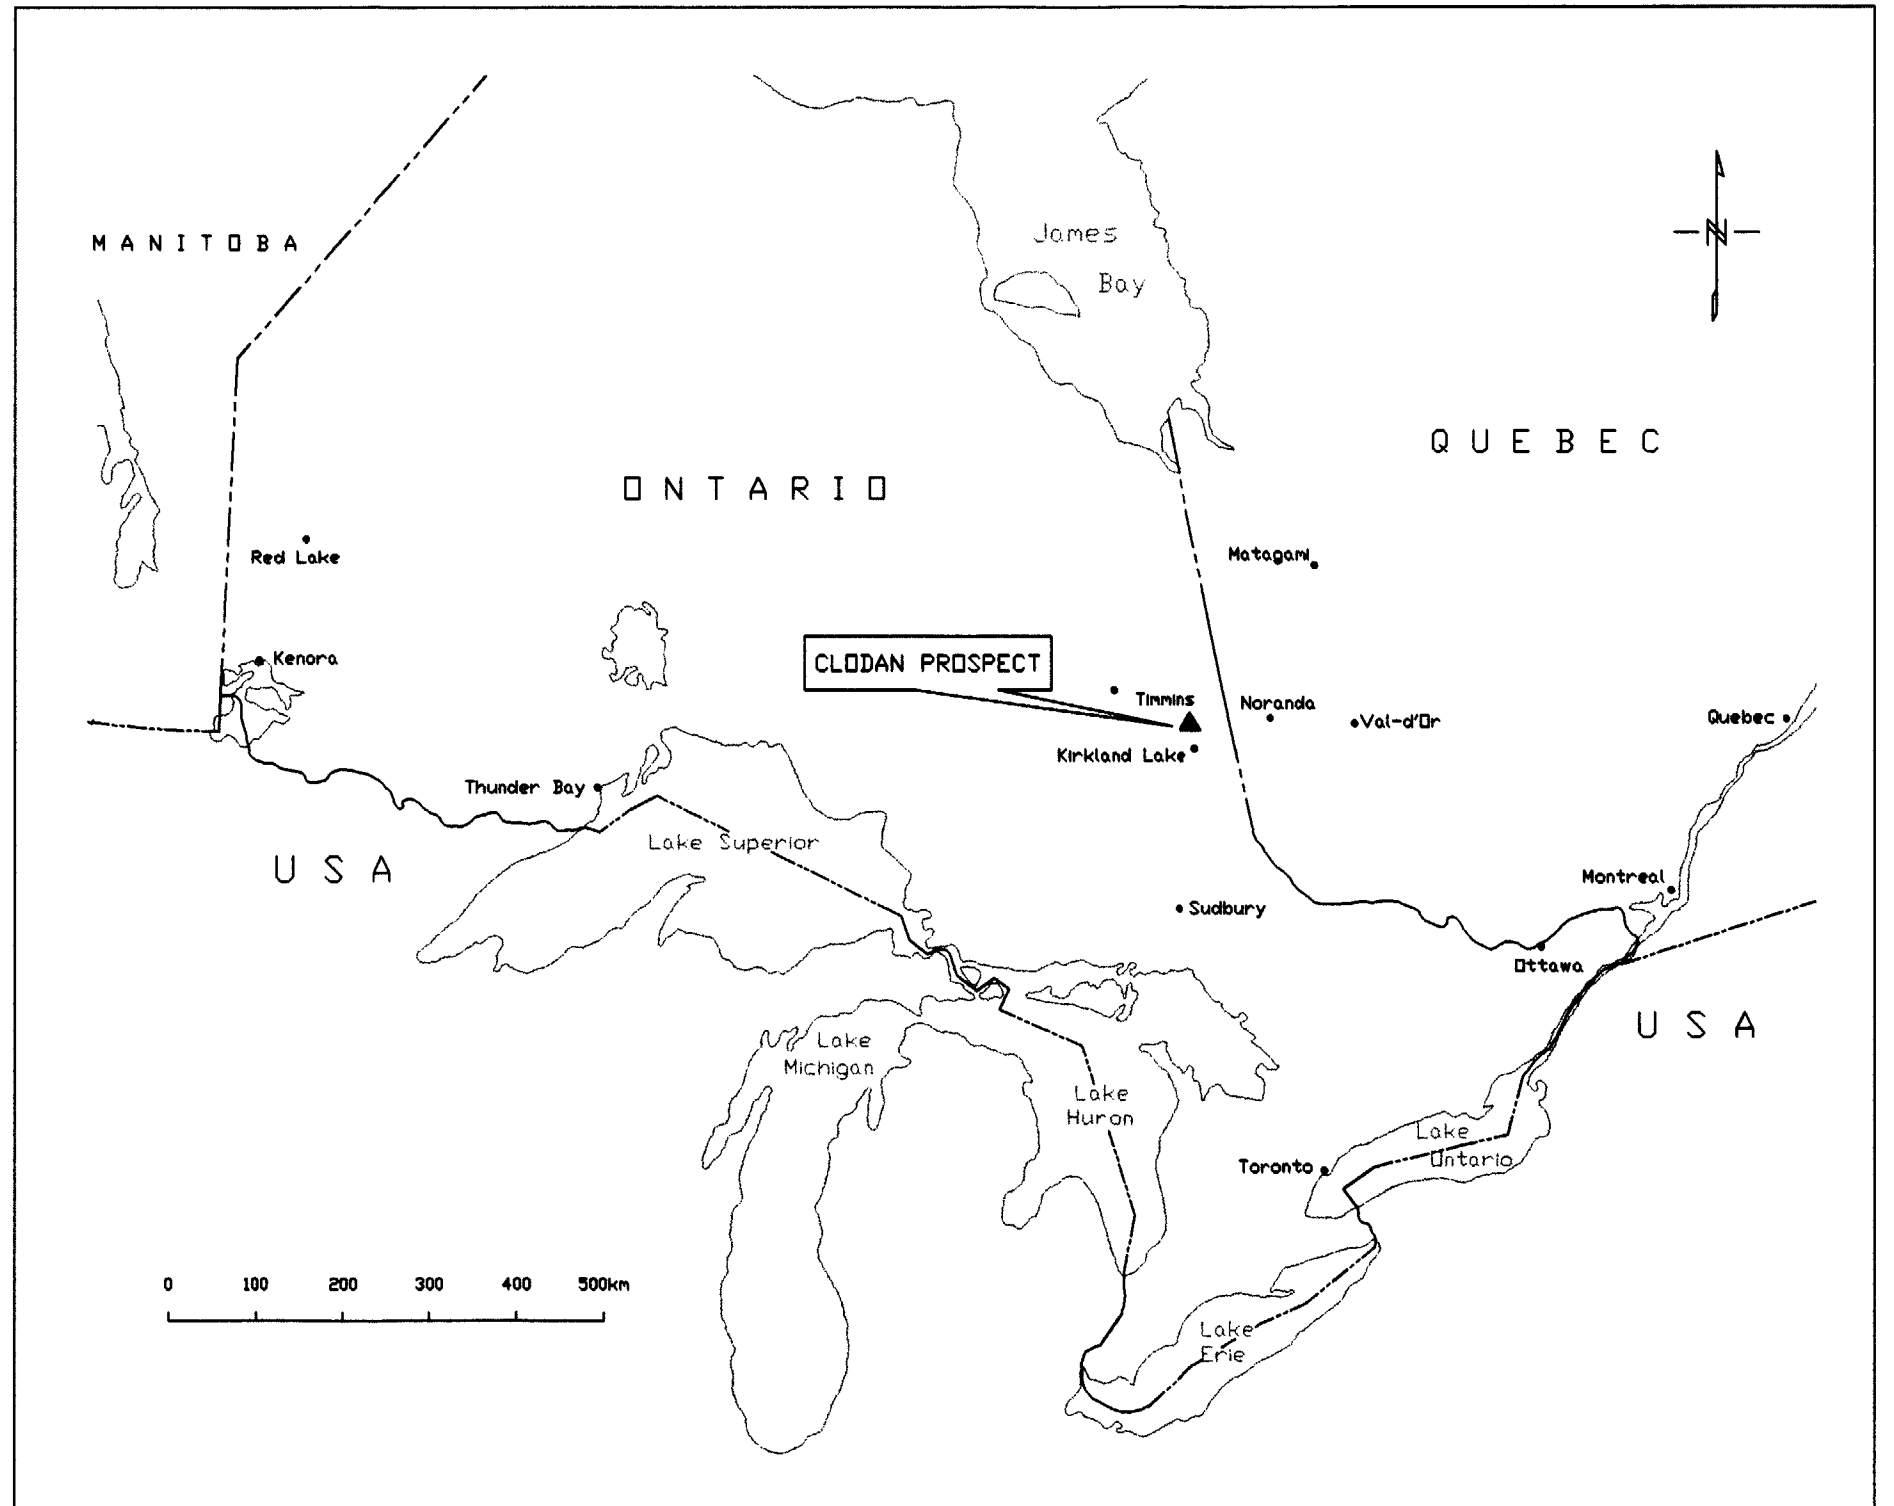 N
James
Bay
MANITOBA
QUEBEC
ONTARIO
Matagami
Red Lake
Kenora
CLODAN PROSPECT
Timmins
Noranda
Val-d'Or
Quebec
Kirkland Lake
Thunder Bay
Lake Superior
USA
Montreal
Sudbury
Ottawa
USA
Lake
Michigan
Lake
Huron
Lake
Ontario
Toronto
0 100 200 300 400 500km
Lake
Erie